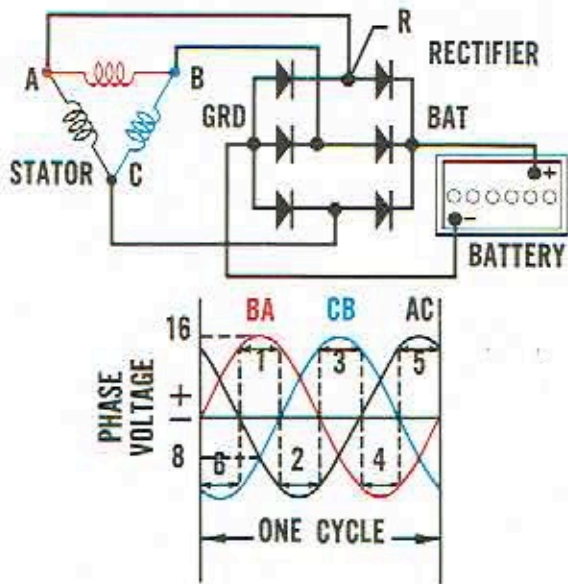 R
RECTIFIER
A
B
GRD
BAT
STATOR
C
+
-
BATTERY
BA
CB
AC
16
1
3
5
PHASE VOLTAGE
+
-
8
6
2
4
ONE CYCLE